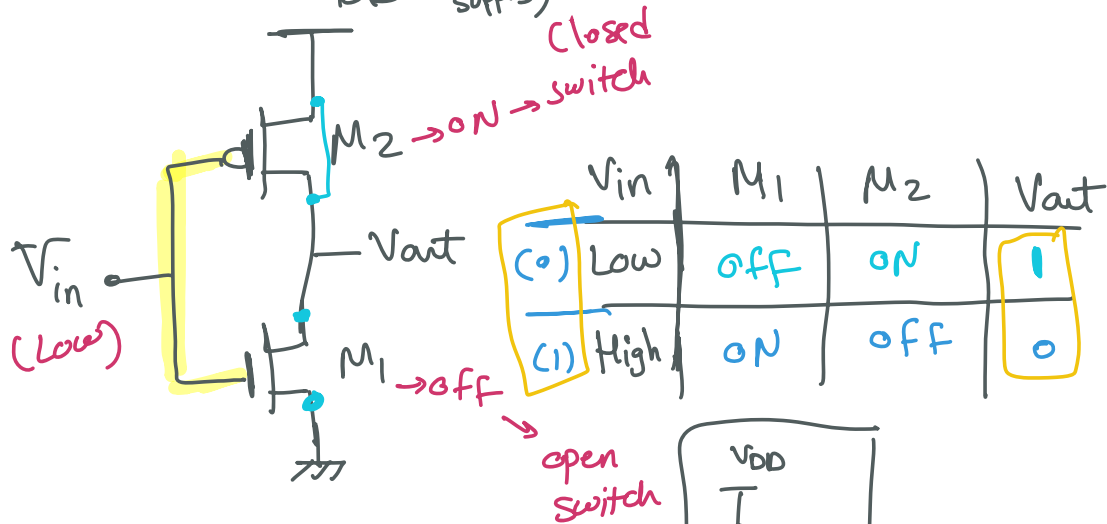 Closed
switch
M2 → ON →
Vin
(Low)
Vout
M1 → off
open
switch
Vin M1 M2 Vout
(0) Low off ON 1
(1) High ON off 0
VDD